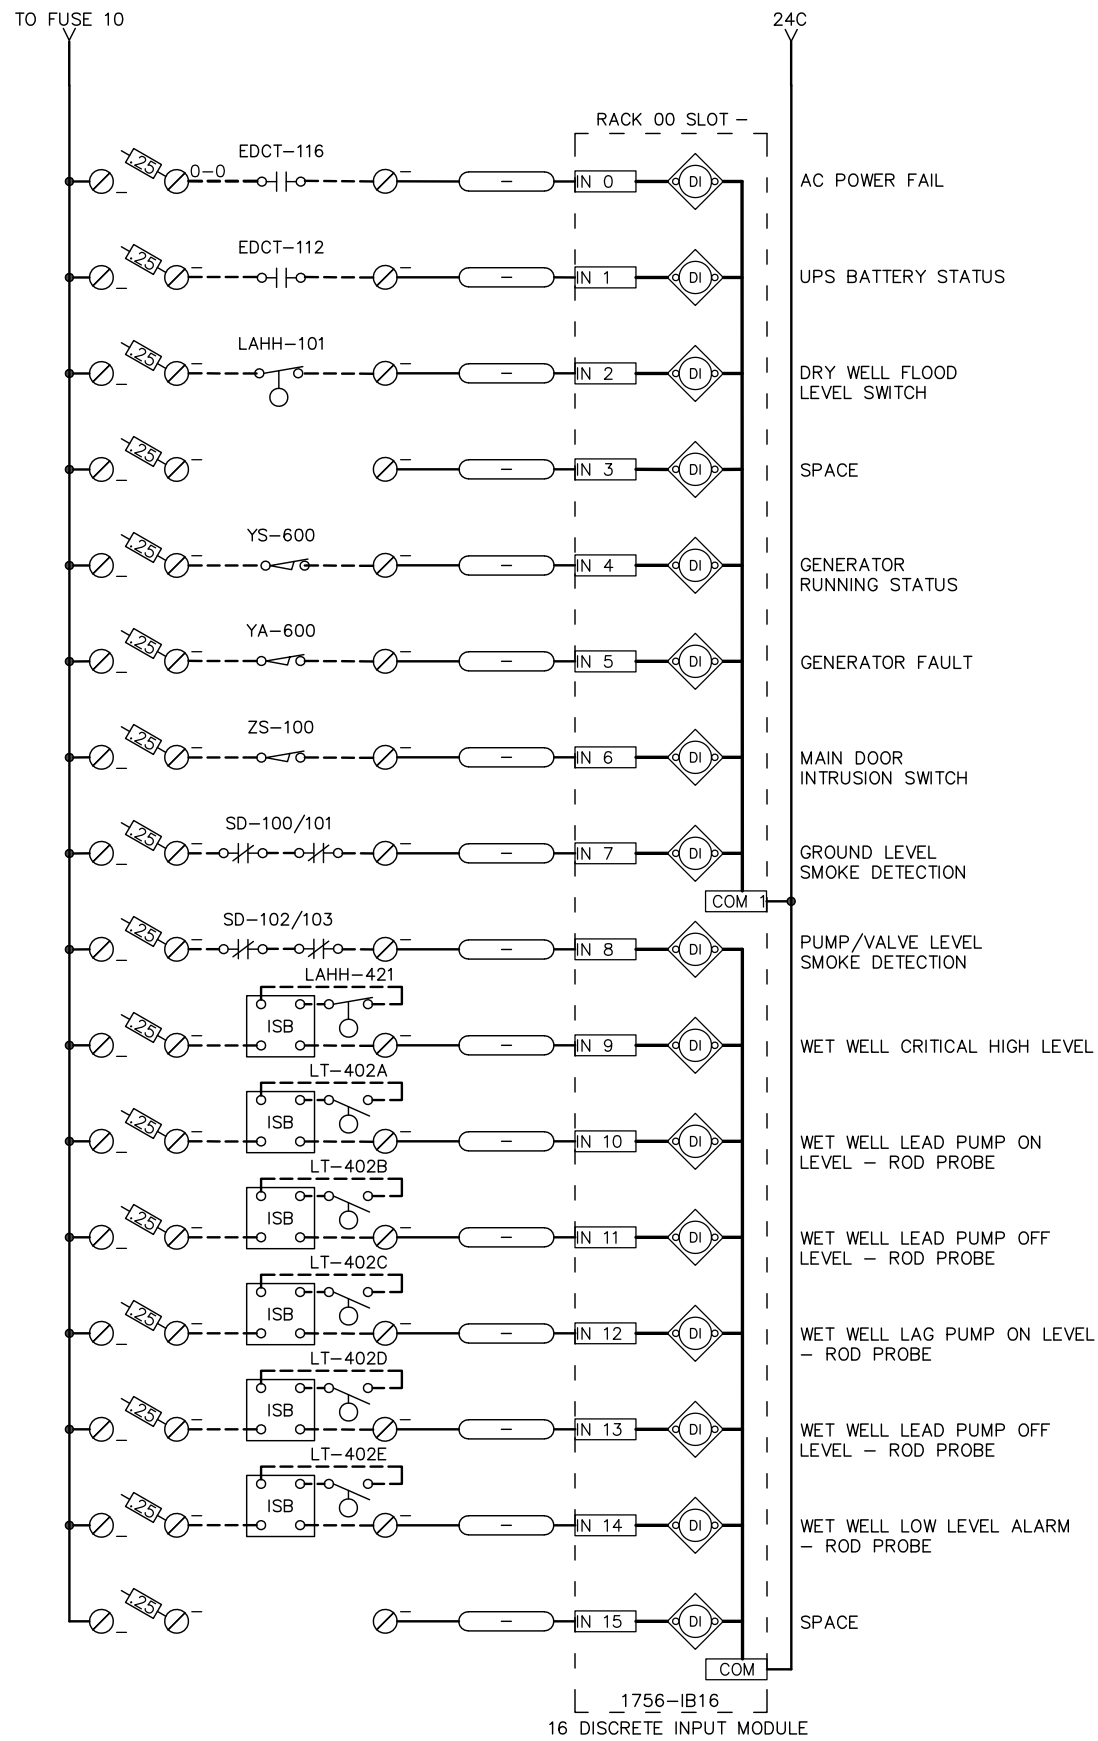 TO FUSE 10
24C
RACK 00 SLOT –
EDCT–116
.25
0–0
–
–
–
IN 0
DI
AC POWER FAIL
EDCT–112
.25
–
–
–
–
IN 1
DI
UPS BATTERY STATUS
LAHH–101
.25
–
–
–
–
IN 2
DI
DRY WELL FLOOD
LEVEL SWITCH
.25
–
–
–
–
IN 3
DI
SPACE
YS–600
.25
–
–
–
–
IN 4
DI
GENERATOR
RUNNING STATUS
YA–600
.25
–
–
–
–
IN 5
DI
GENERATOR FAULT
ZS–100
.25
–
–
–
–
IN 6
DI
MAIN DOOR
INTRUSION SWITCH
SD–100/101
.25
–
–
–
–
IN 7
DI
GROUND LEVEL
SMOKE DETECTION
COM 1
SD–102/103
.25
–
–
–
–
IN 8
DI
PUMP/VALVE LEVEL
SMOKE DETECTION
LAHH–421
ISB
.25
–
–
–
–
IN 9
DI
WET WELL CRITICAL HIGH LEVEL
LT–402A
ISB
.25
–
–
–
–
IN 10
DI
WET WELL LEAD PUMP ON
LEVEL – ROD PROBE
LT–402B
ISB
.25
–
–
–
–
IN 11
DI
WET WELL LEAD PUMP OFF
LEVEL – ROD PROBE
LT–402C
ISB
.25
–
–
–
–
IN 12
DI
WET WELL LAG PUMP ON LEVEL
– ROD PROBE
LT–402D
ISB
.25
–
–
–
–
IN 13
DI
WET WELL LEAD PUMP OFF
LEVEL – ROD PROBE
LT–402E
ISB
.25
–
–
–
–
IN 14
DI
WET WELL LOW LEVEL ALARM
– ROD PROBE
.25
–
–
–
–
IN 15
DI
SPACE
COM
1756–IB16
16 DISCRETE INPUT MODULE